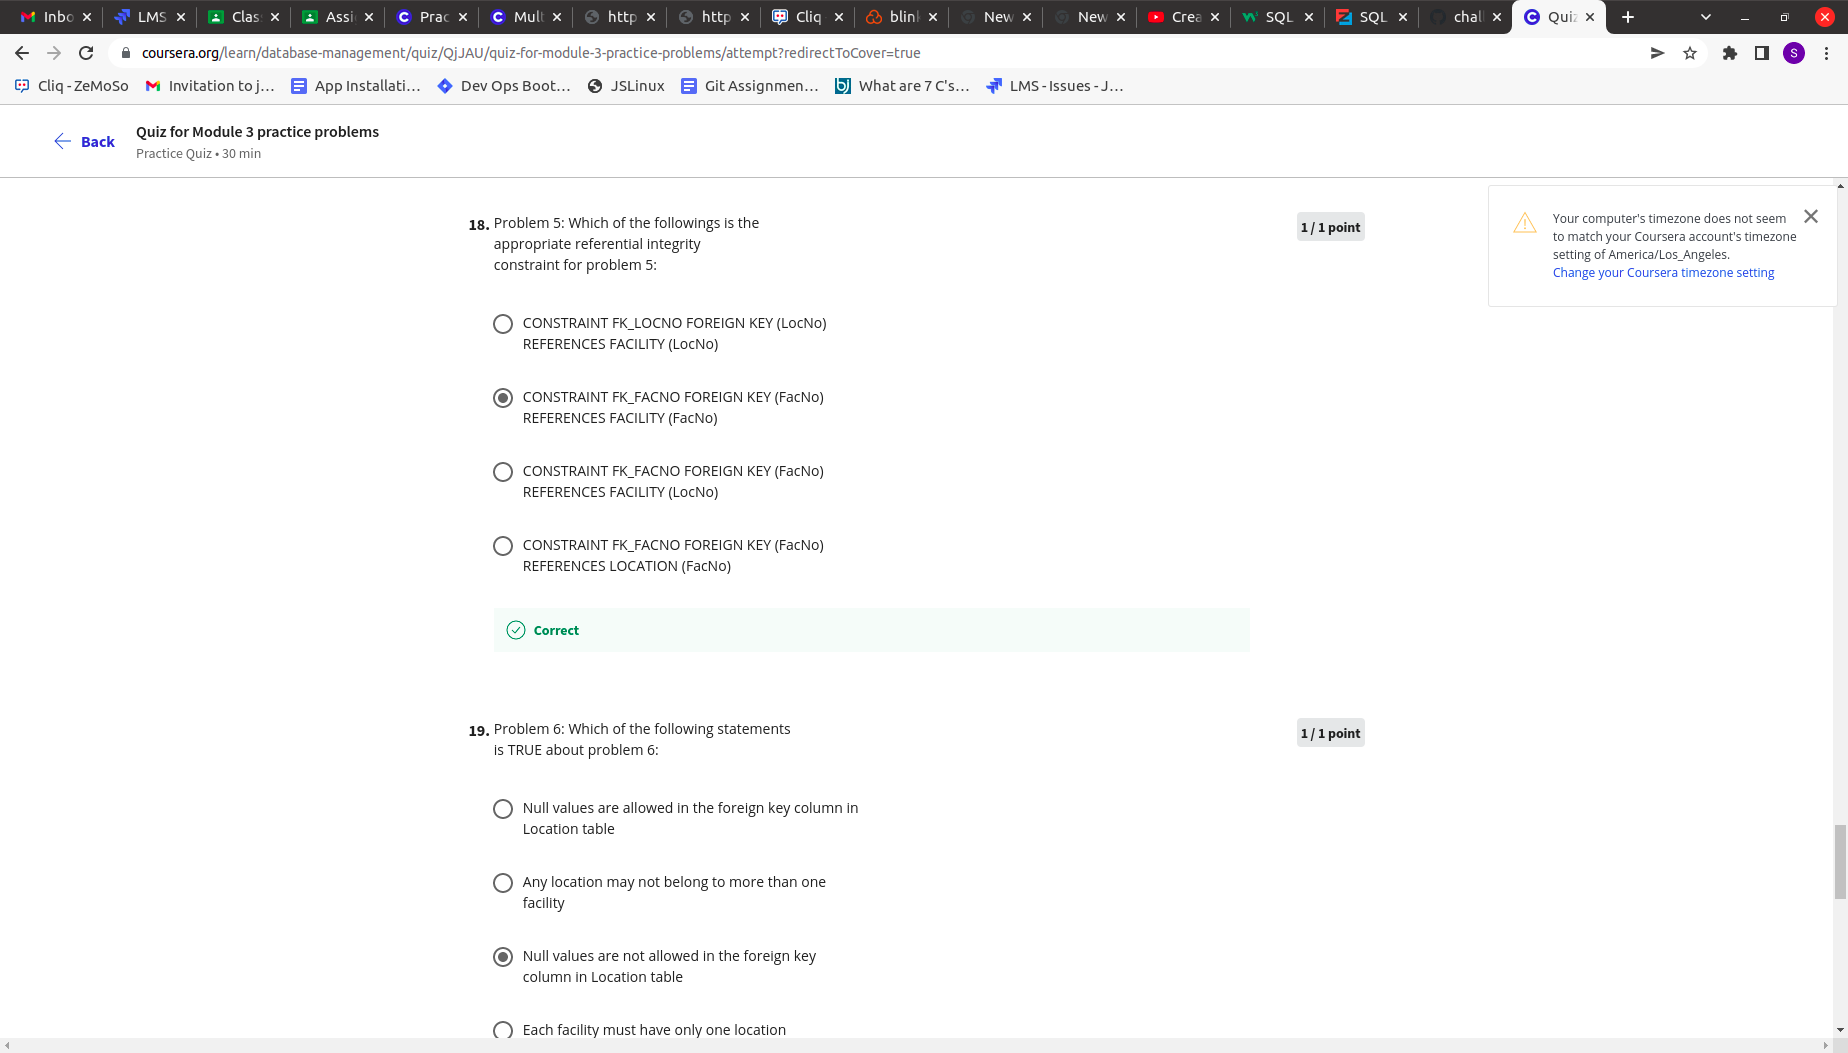 Inbo
LMS
Clas
Assi
Prac
Mult
http
http
Cliq
blin
New
New
Crea
SQL
SQL
chal
Quiz
coursera.org/learn/database-management/quiz/QjJAU/quiz-for-module-3-practice-problems/attempt?redirectToCover=true
S
Cliq - ZeMoSo
Invitation to j...
App Installati...
Dev Ops Boot...
JSLinux
Git Assignmen...
What are 7 C's...
LMS - Issues - J...
Back
Quiz for Module 3 practice problems
Practice Quiz • 30 min
Your computer's timezone does not seem
to match your Coursera account's timezone
setting of America/Los_Angeles.
Change your Coursera timezone setting
18. Problem 5: Which of the followings is the
appropriate referential integrity
constraint for problem 5:
1 / 1 point
CONSTRAINT FK_LOCNO FOREIGN KEY (LocNo)
REFERENCES FACILITY (LocNo)
CONSTRAINT FK_FACNO FOREIGN KEY (FacNo)
REFERENCES FACILITY (FacNo)
CONSTRAINT FK_FACNO FOREIGN KEY (FacNo)
REFERENCES FACILITY (LocNo)
CONSTRAINT FK_FACNO FOREIGN KEY (FacNo)
REFERENCES LOCATION (FacNo)
Correct
19. Problem 6: Which of the following statements
is TRUE about problem 6:
1 / 1 point
Null values are allowed in the foreign key column in
Location table
Any location may not belong to more than one
facility
Null values are not allowed in the foreign key
column in Location table
Each facility must have only one location